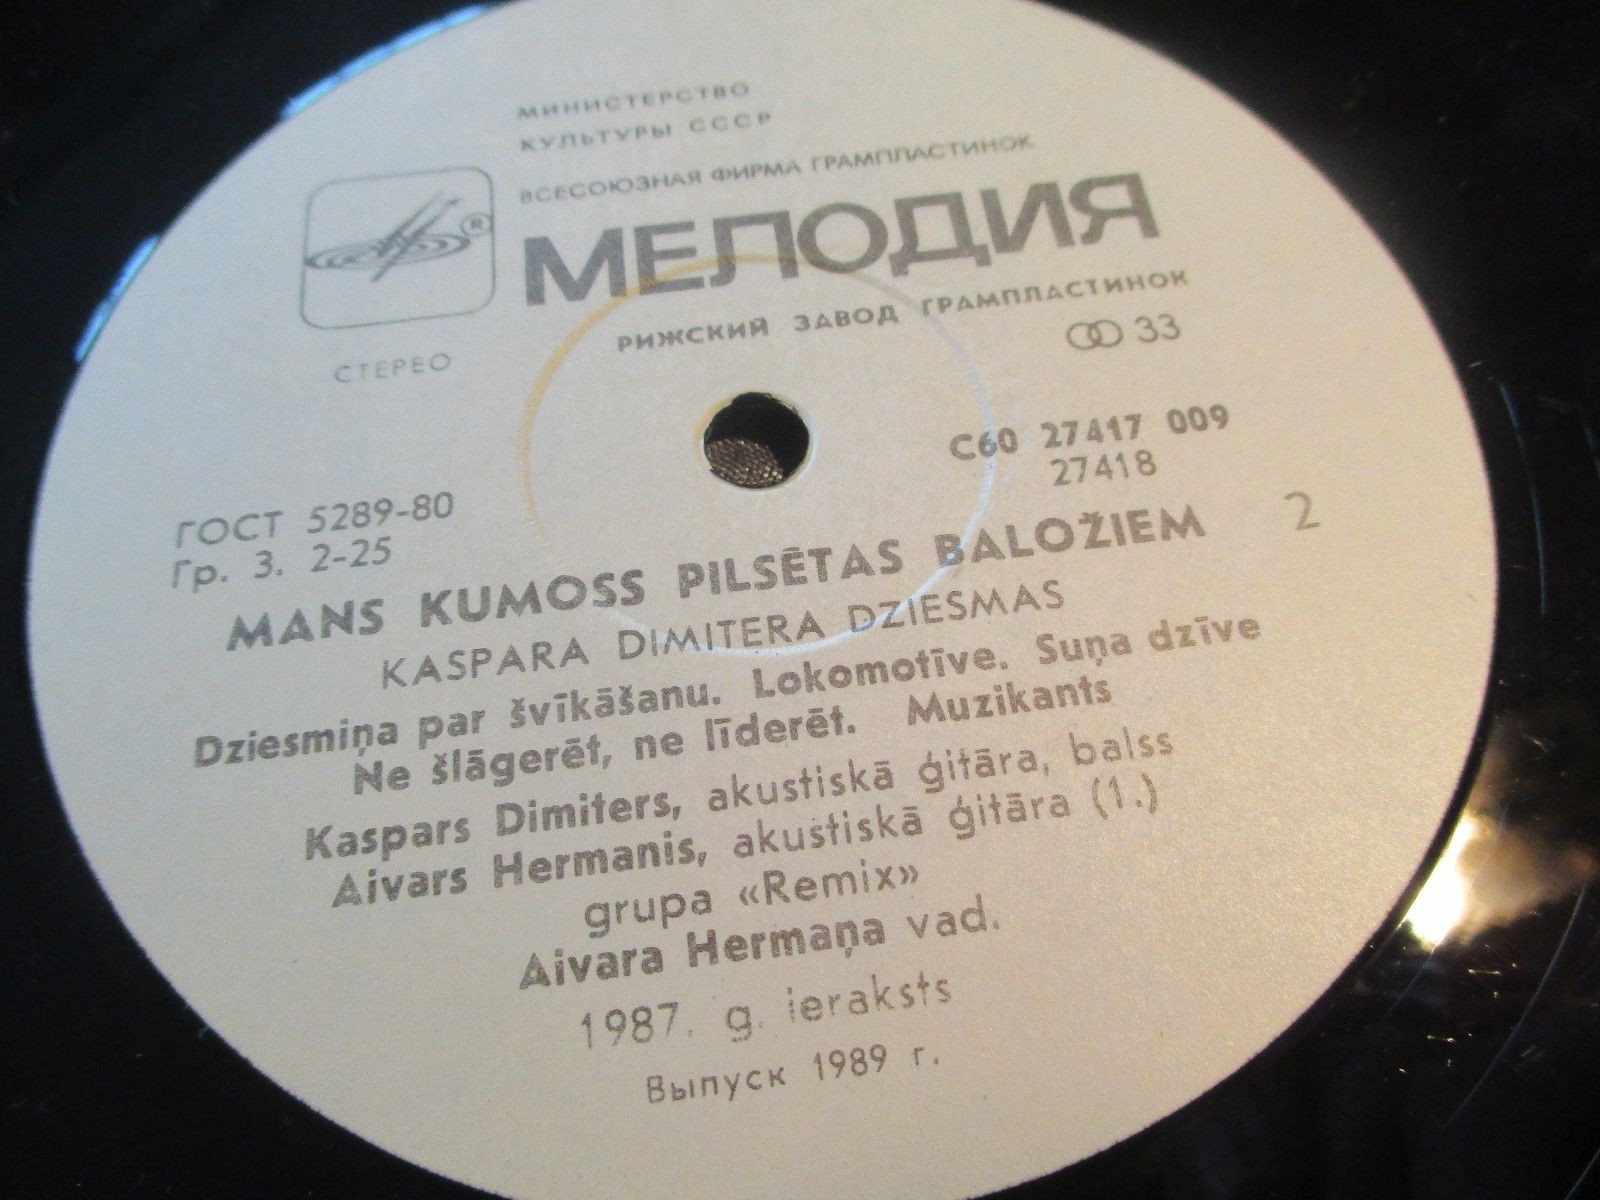 МИНИСТЕРСТВО
КУЛЬТУРЫ СССР
ВСЕСОЮЗНАЯ ФИРМА ГРАМПЛАСТИНОК
МЕЛОДИЯ
РИЖСКИЙ ЗАВОД ГРАМПЛАСТИНОК
®
СТЕРЕО
33
С60 27417 009
27418
ГОСТ 5289-80
Гр. 3. 2-25
2
MANS KUMOSS PILSĒTAS BALOŽIEM
KASPARA DIMITERA DZIESMAS
Dziesmiņa par švīkāšanu. Lokomotīve. Suņa dzīve
Ne šlāgerēt, ne līderēt. Muzikants
Kaspars Dimiters, akustiskā ģitāra, balss
Aivars Hermanis, akustiskā ģitāra (1.)
grupa «Remix»
Aivara Hermaņa vad.
1987. g. ieraksts
Выпуск 1989 г.